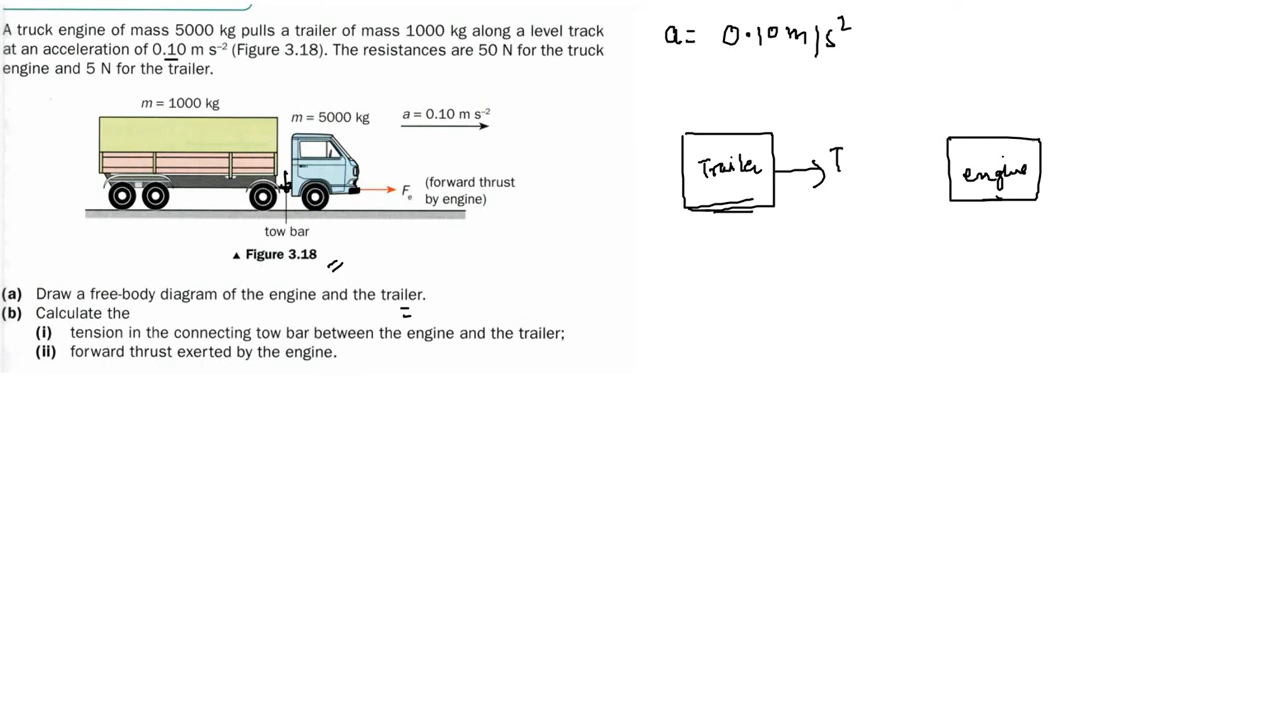 A truck engine of mass 5000 kg pulls a trailer of mass 1000 kg along a level track
at an acceleration of 0.10 m s⁻² (Figure 3.18). The resistances are 50 N for the truck
engine and 5 N for the trailer.
m = 1000 kg
m = 5000 kg
a = 0.10 m s⁻²
Fₑ
(forward thrust
by engine)
tow bar
▲ Figure 3.18
(a) Draw a free-body diagram of the engine and the trailer.
(b) Calculate the
(i) tension in the connecting tow bar between the engine and the trailer;
(ii) forward thrust exerted by the engine.
a = 0.10 m/s²
Trailer
T
engine